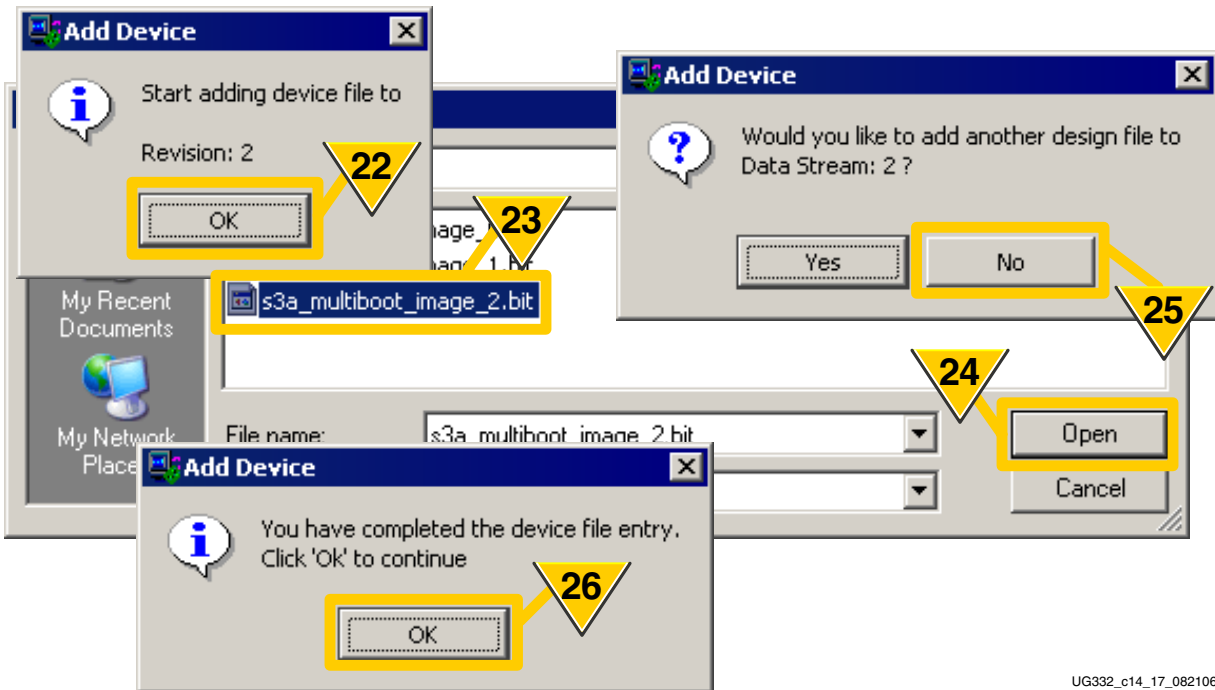 Add Device
Start adding device file to
Revision: 2
22
OK
Add Device
Would you like to add another design file to
Data Stream: 2 ?
Yes
No
25
23
s3a_multiboot_image_2.bit
My Recent
Documents
24
My Network
File name:
s3a_multiboot_image_2.bit
Open
Cancel
Add Device
You have completed the device file entry.
Click 'Ok' to continue
26
OK
UG332_c14_17_082106